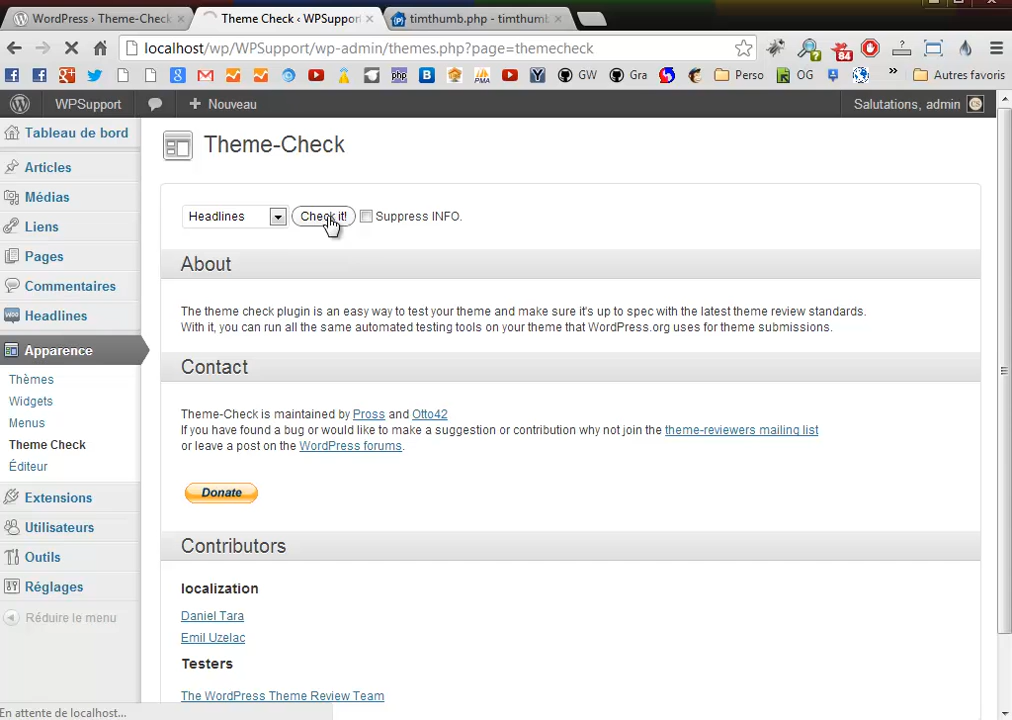 WordPress › Theme-Check
Theme Check ‹ WPSuppor
timthumb.php - timthumb
localhost/wp/WPSupport/wp-admin/themes.php?page=themecheck
84
php
PMA
GW
Gra
Perso
OG
»
Autres favoris
WPSupport
Nouveau
Salutations, admin
Tableau de bord
Articles
Médias
Liens
Pages
Commentaires
Headlines
Apparence
Thèmes
Widgets
Menus
Theme Check
Éditeur
Extensions
Utilisateurs
Outils
Réglages
Réduire le menu
Theme-Check
Headlines
Check it!
Suppress INFO.
About
The theme check plugin is an easy way to test your theme and make sure it's up to spec with the latest theme review standards.
With it, you can run all the same automated testing tools on your theme that WordPress.org uses for theme submissions.
Contact
Theme-Check is maintained by Pross and Otto42
If you have found a bug or would like to make a suggestion or contribution why not join the theme-reviewers mailing list
or leave a post on the WordPress forums.
Donate
Contributors
localization
Daniel Tara
Emil Uzelac
Testers
The WordPress Theme Review Team
En attente de localhost...